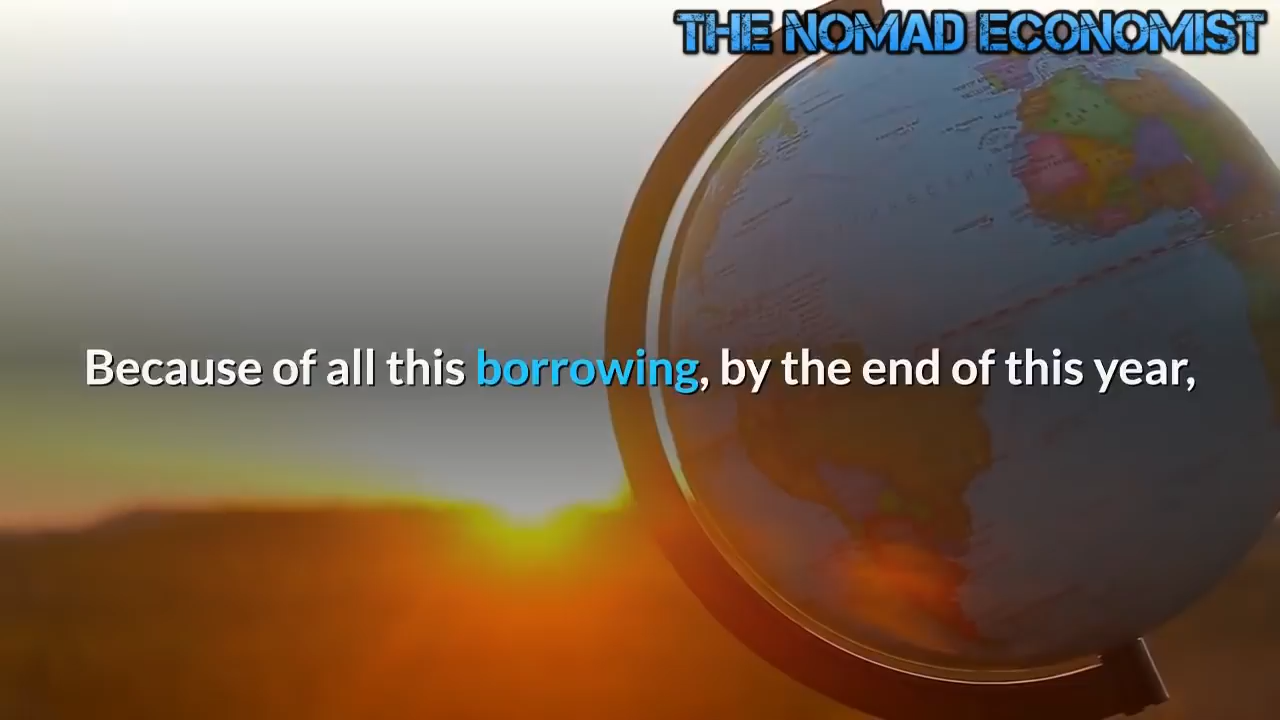 THE NOMAD ECONOMIST
Because of all this borrowing, by the end of this year,